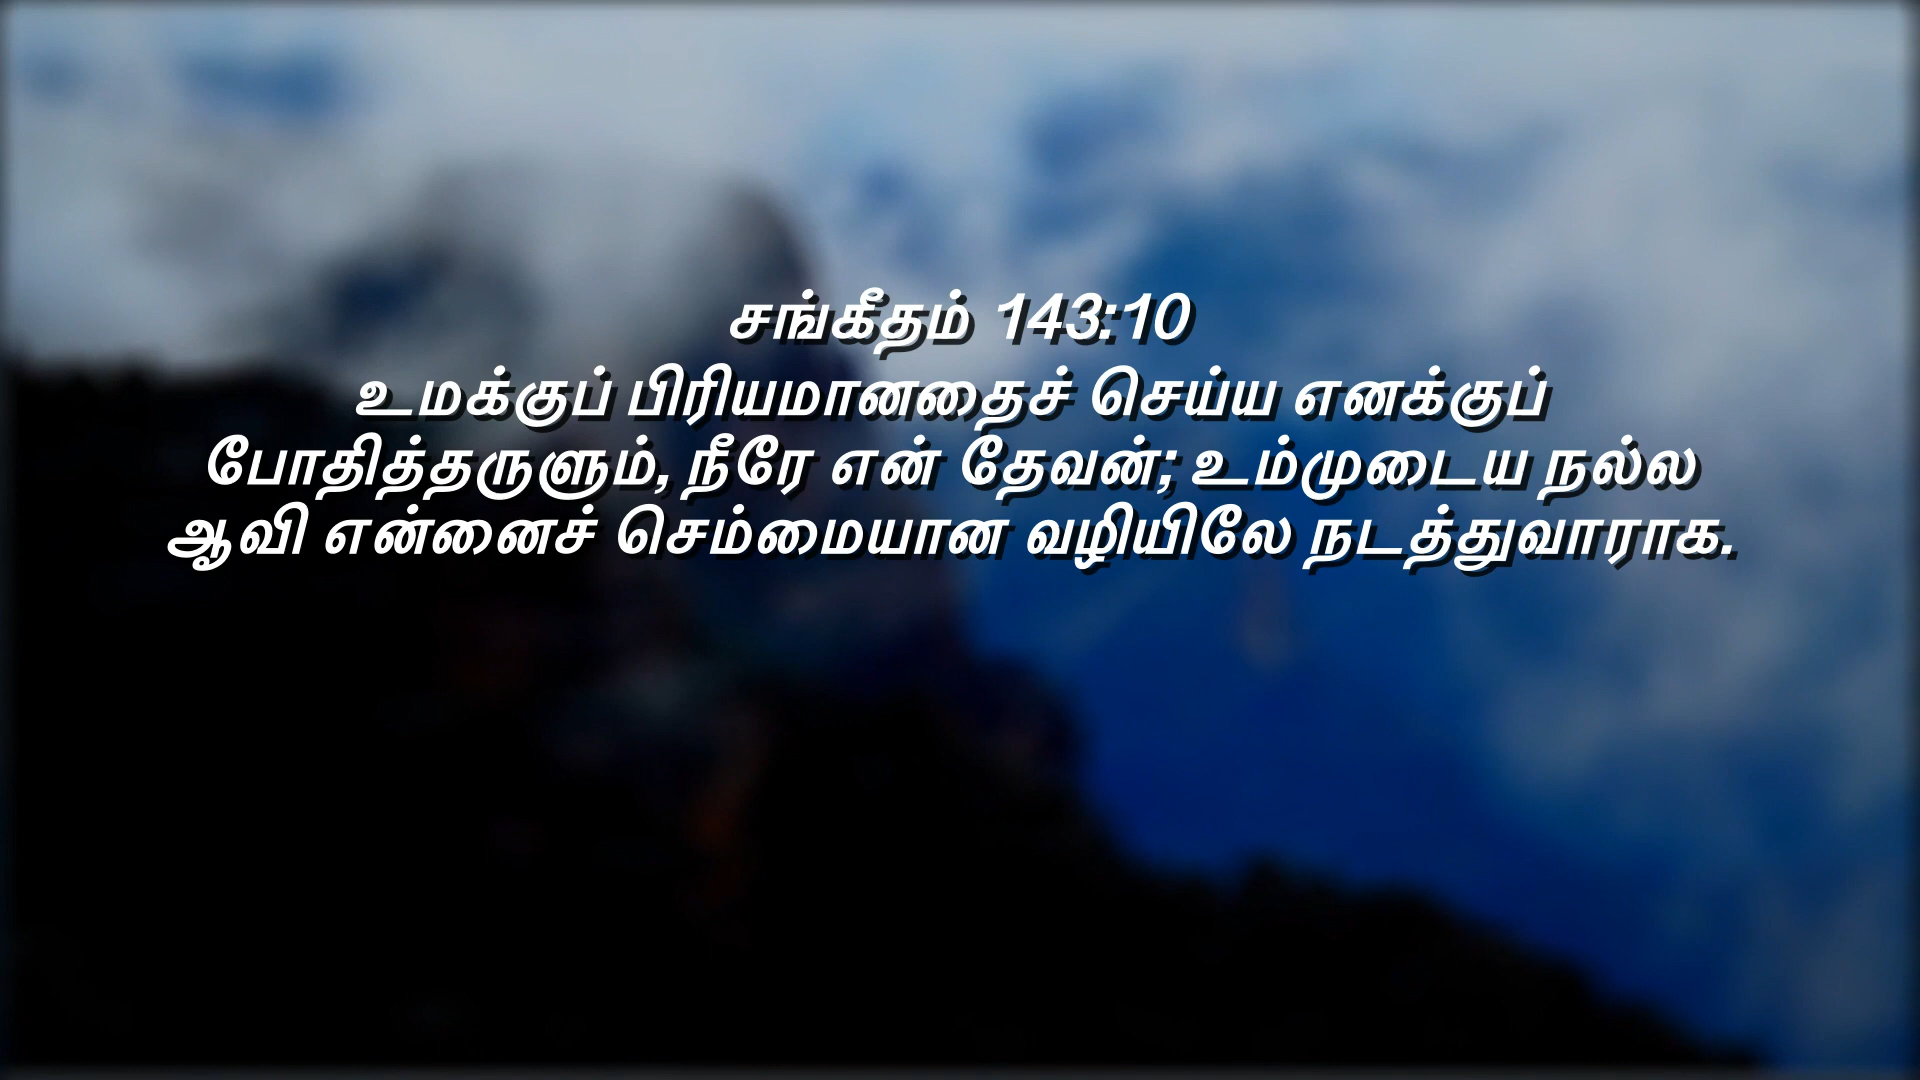 சங்கீதம் 143:10
உமக்குப் பிரியமானதைச் செய்ய எனக்குப்
போதித்தருளும், நீரே என் தேவன்; உம்முடைய நல்ல
ஆவி என்னைச் செம்மையான வழியிலே நடத்துவாராக.